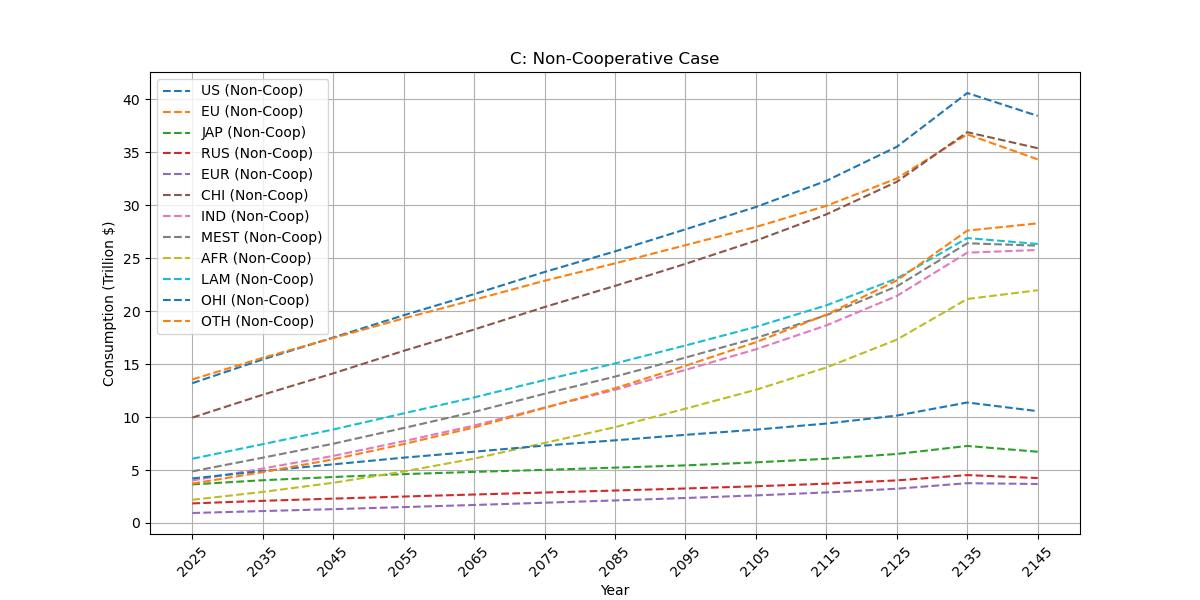 C: Non-Cooperative Case
US (Non-Coop)
EU (Non-Coop)
JAP (Non-Coop)
RUS (Non-Coop)
EUR (Non-Coop)
CHI (Non-Coop)
IND (Non-Coop)
MEST (Non-Coop)
AFR (Non-Coop)
LAM (Non-Coop)
OHI (Non-Coop)
OTH (Non-Coop)
Consumption (Trillion $)
40
35
30
25
20
15
10
5
0
2025
2035
2045
2055
2065
2075
2085
2095
2105
2115
2125
2135
2145
Year